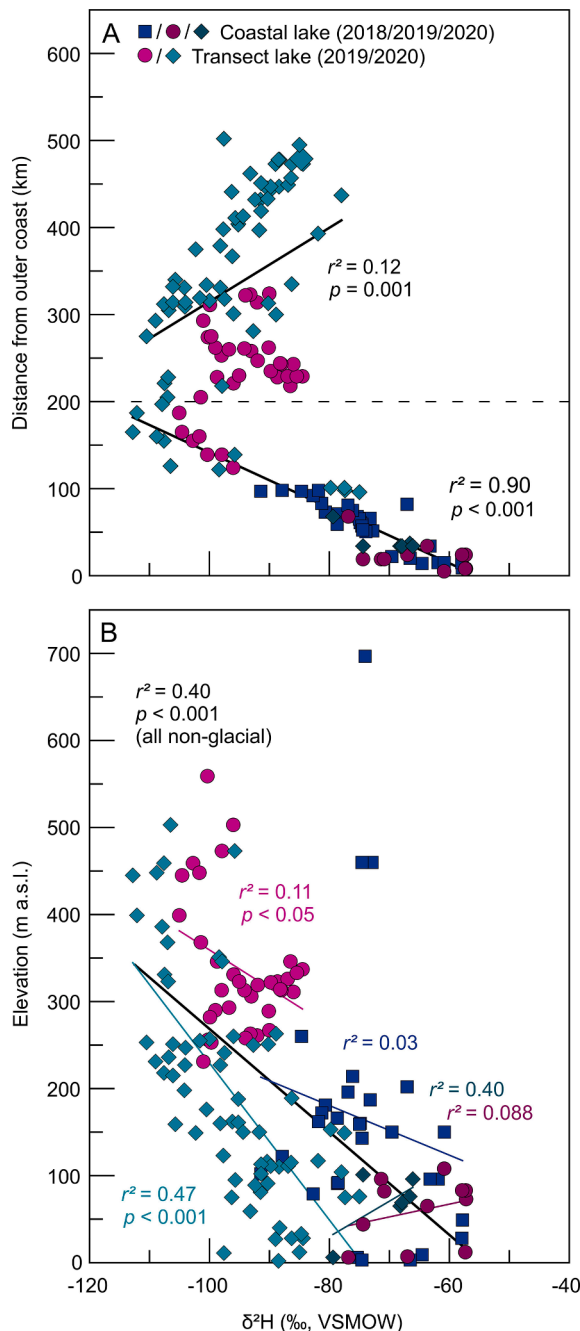 A
/ / Coastal lake (2018/2019/2020)
/ Transect lake (2019/2020)
600
500
400
300
200
100
0
Distance from outer coast (km)
r² = 0.12
p = 0.001
r² = 0.90
p < 0.001
B
700
600
500
400
300
200
100
0
Elevation (m a.s.l.)
r² = 0.40
p < 0.001
(all non-glacial)
r² = 0.11
p < 0.05
r² = 0.03
r² = 0.40
r² = 0.088
r² = 0.47
p < 0.001
-120 -100 -80 -60 -40
δ²H (‰, VSMOW)